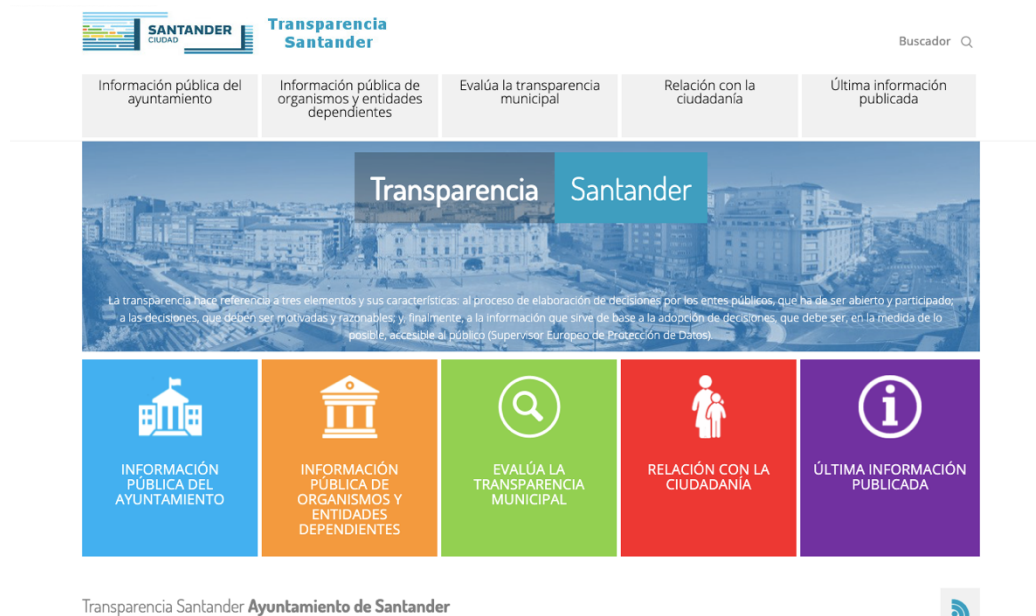 SANTANDER
CIUDAD
Transparencia
Santander
Buscador
Información pública del
ayuntamiento
Información pública de
organismos y entidades
dependientes
Evalúa la transparencia
municipal
Relación con la
ciudadanía
Última información
publicada
Transparencia Santander
La transparencia hace referencia a tres elementos y sus características: al proceso de elaboración de decisiones por los entes públicos, que ha de ser abierto y participado;
a las decisiones, que deben ser motivadas y razonables; y, finalmente, a la información que sirve de base a la adopción de decisiones, que debe ser, en la medida de lo
posible, accesible al público (Supervisor Europeo de Protección de Datos)
INFORMACIÓN
PÚBLICA DEL
AYUNTAMIENTO
INFORMACIÓN
PÚBLICA DE
ORGANISMOS Y
ENTIDADES
DEPENDIENTES
EVALÚA LA
TRANSPARENCIA
MUNICIPAL
RELACIÓN CON LA
CIUDADANÍA
ÚLTIMA INFORMACIÓN
PUBLICADA
Transparencia Santander Ayuntamiento de Santander